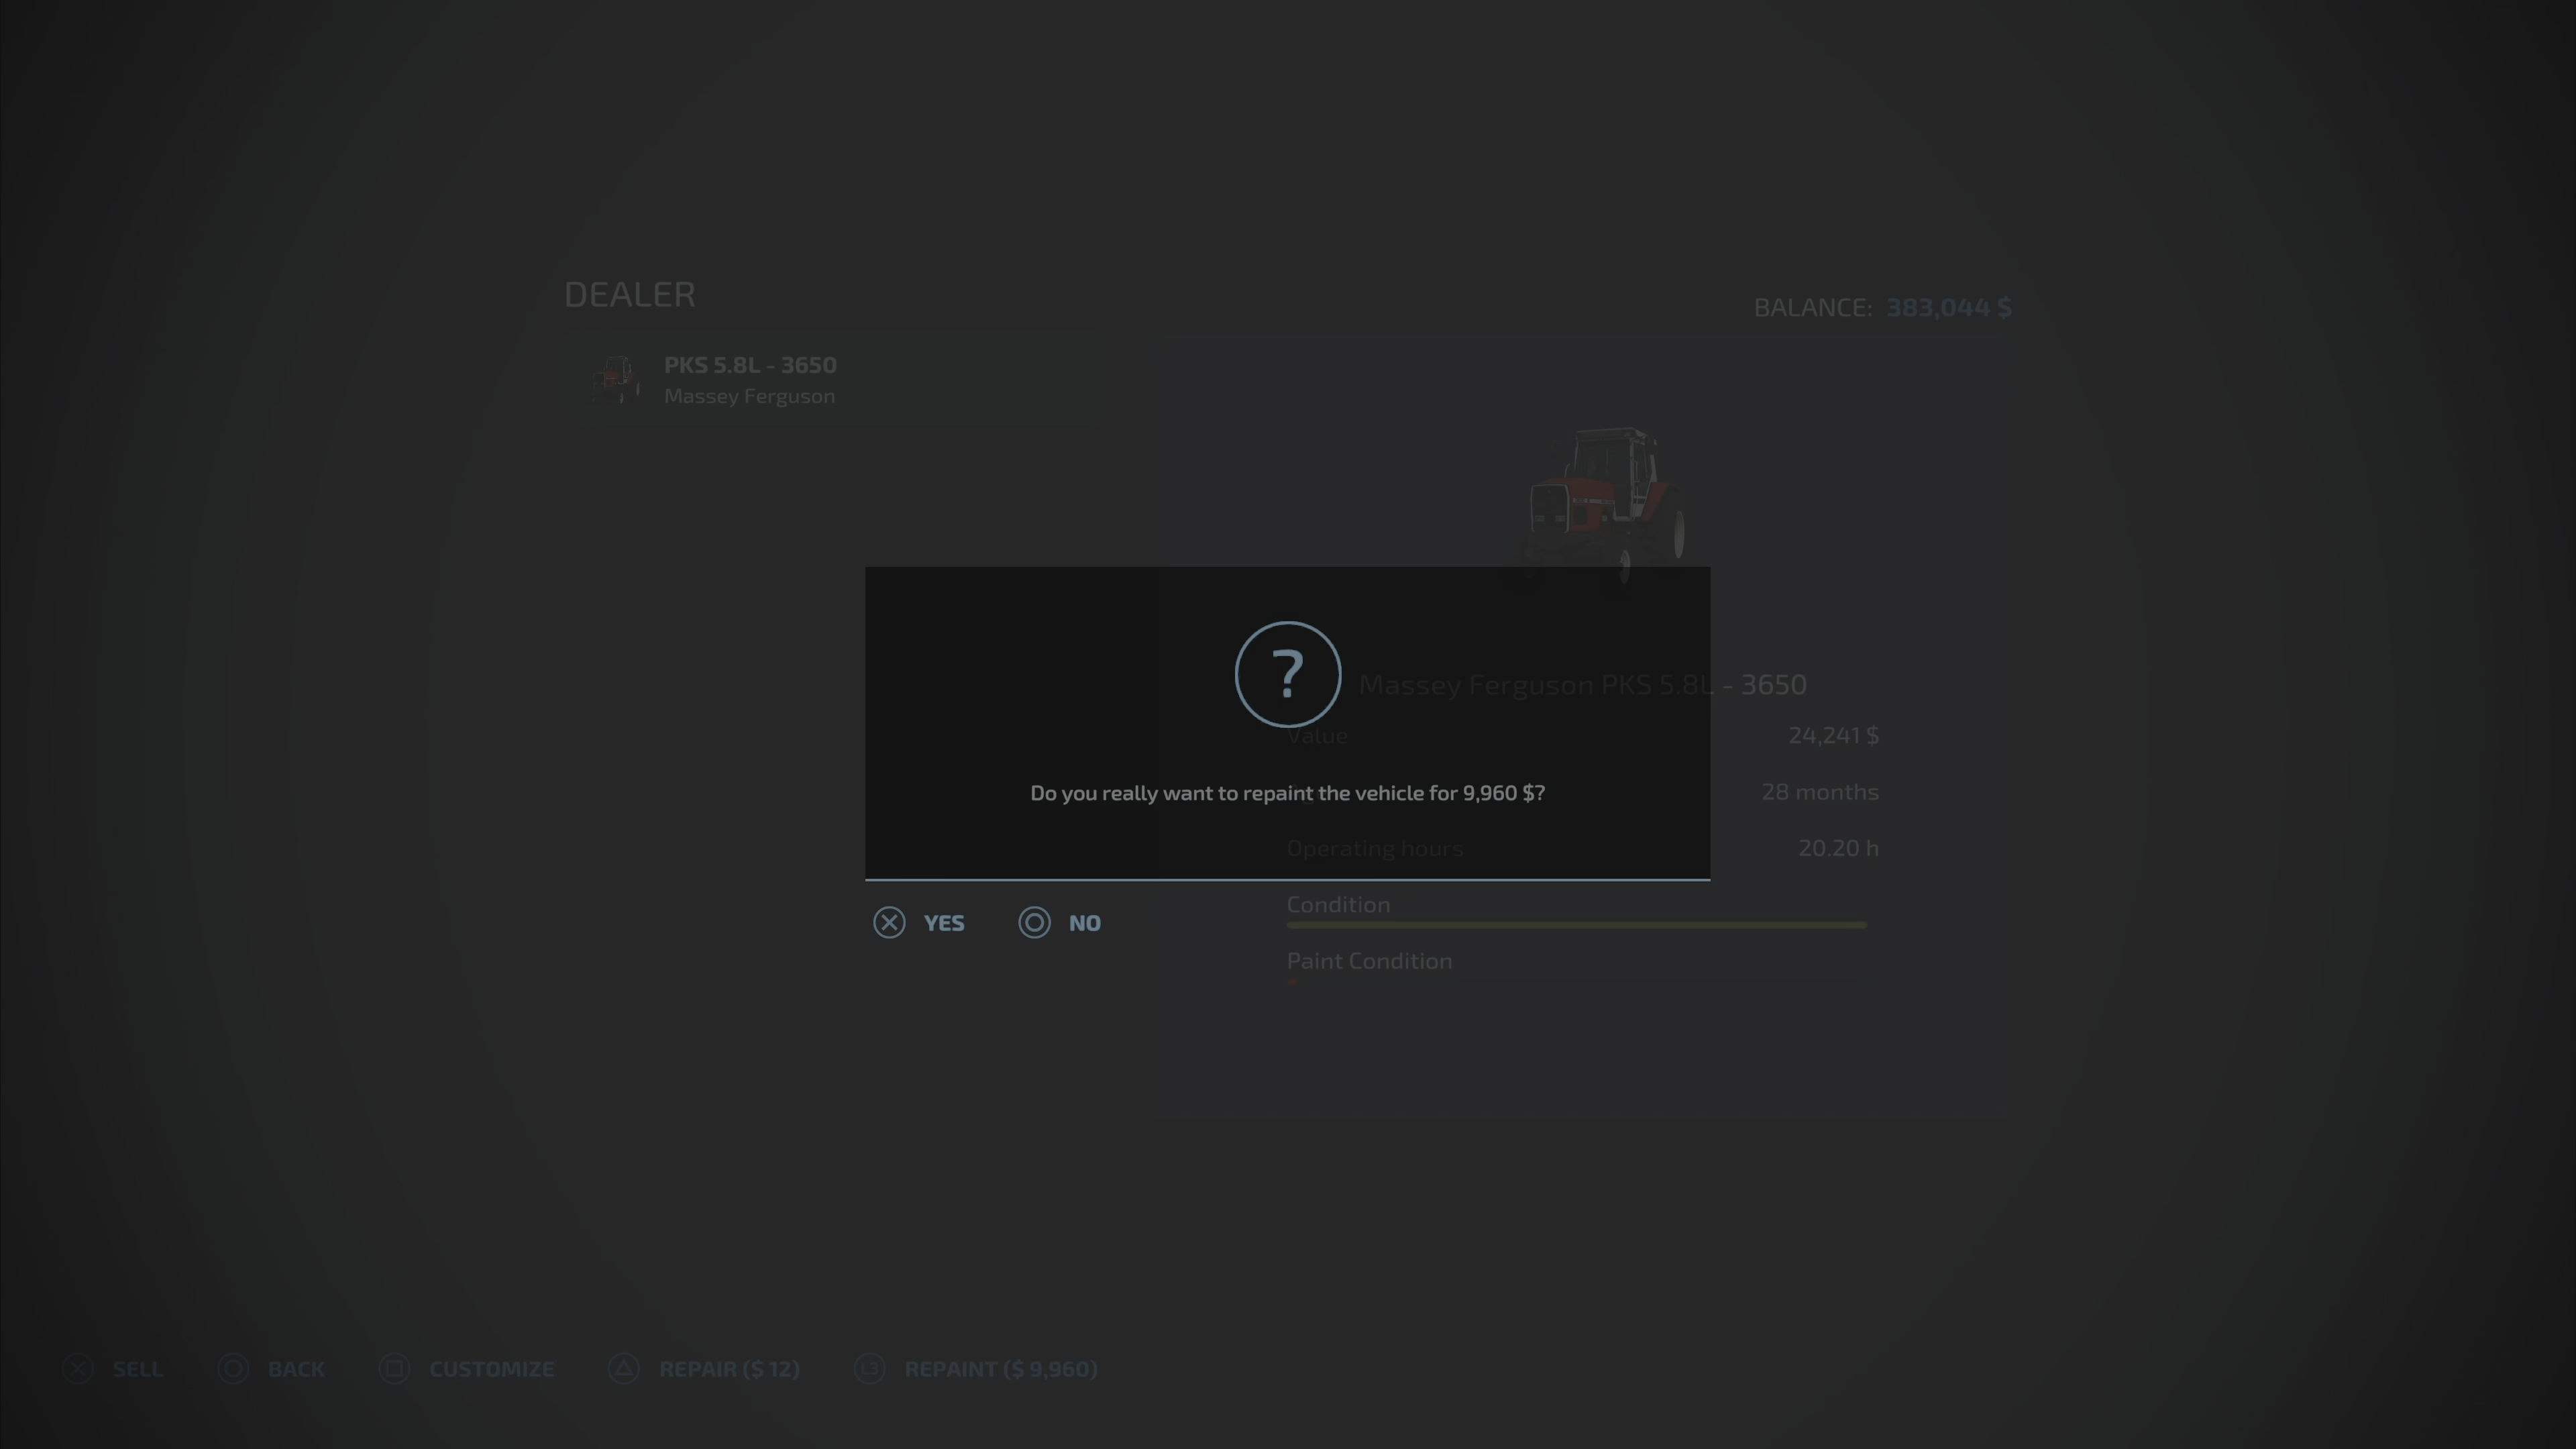 DEALER
BALANCE: 383,044 $
PKS 5.8L - 3650
Massey Ferguson
?
Massey Ferguson PKS 5.8L - 3650
Value 24,241 $
Do you really want to repaint the vehicle for 9,960 $?
28 months
Operating hours 20.20 h
Condition
YES NO
Paint Condition
SELL BACK CUSTOMIZE REPAIR ($ 12) L3 REPAINT ($ 9,960)